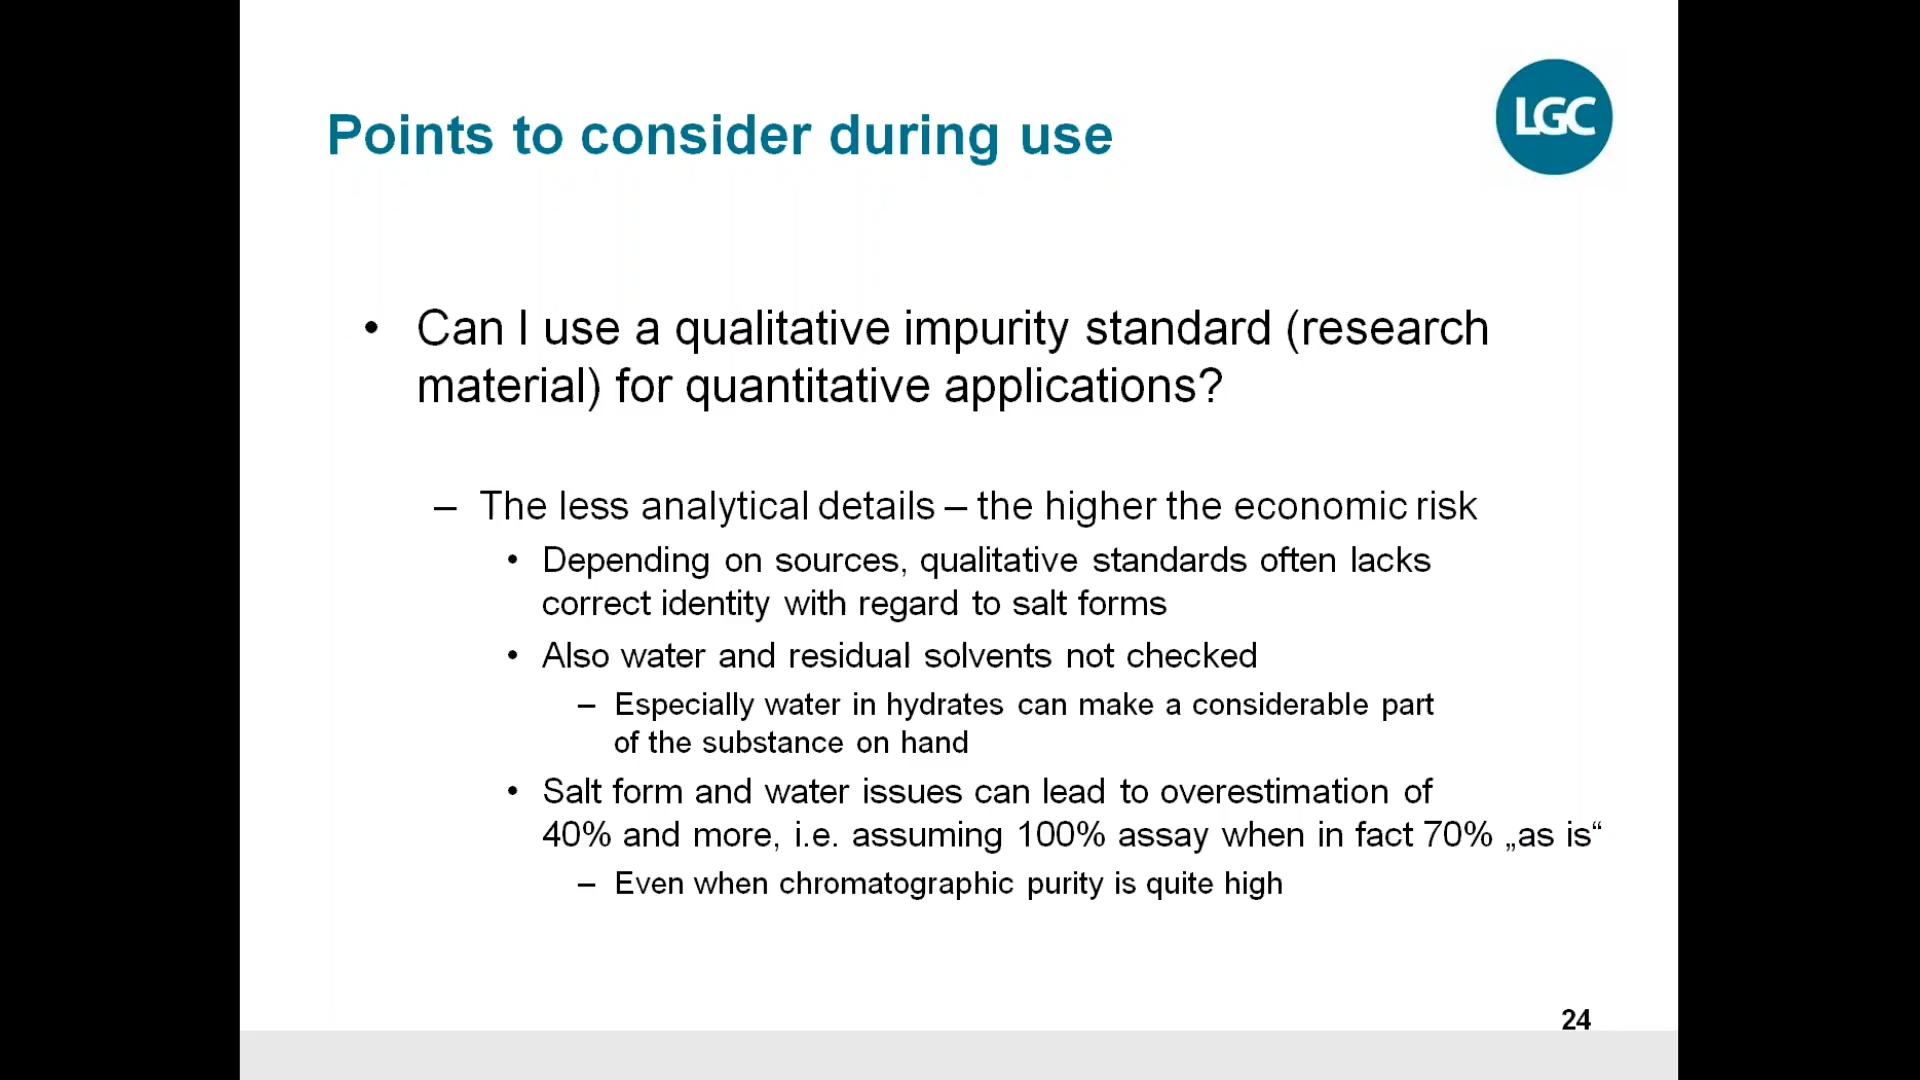 LGC
Points to consider during use
• Can I use a qualitative impurity standard (research
material) for quantitative applications?
– The less analytical details – the higher the economic risk
• Depending on sources, qualitative standards often lacks
correct identity with regard to salt forms
• Also water and residual solvents not checked
– Especially water in hydrates can make a considerable part
of the substance on hand
• Salt form and water issues can lead to overestimation of
40% and more, i.e. assuming 100% assay when in fact 70% „as is“
– Even when chromatographic purity is quite high
24